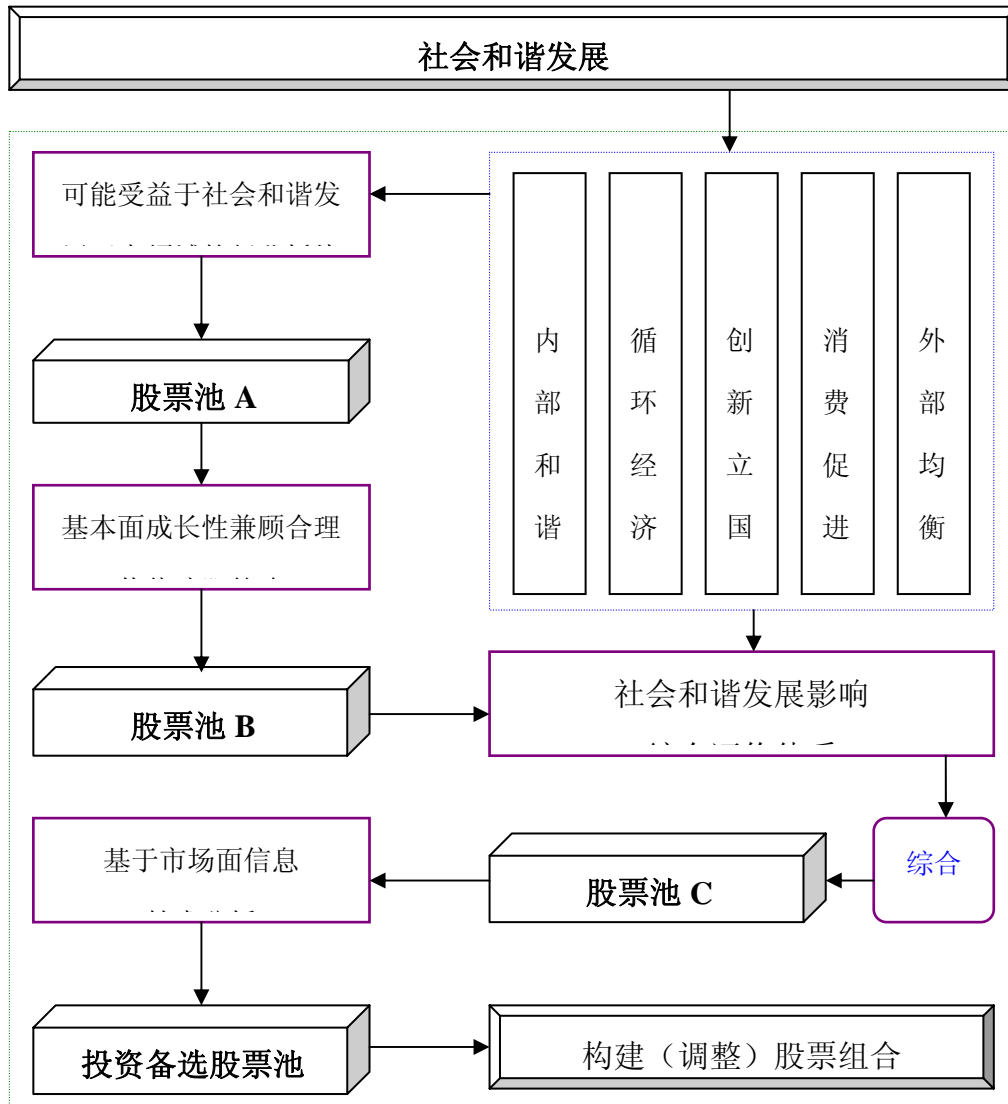 社会和谐发展
可能受益于社会和谐发
内部和谐
循环经济
创新立国
消费促进
外部均衡
股票池 A
基本面成长性兼顾合理
股票池 B
社会和谐发展影响
综合
股票池 C
基于市场面信息
投资备选股票池
构建（调整）股票组合